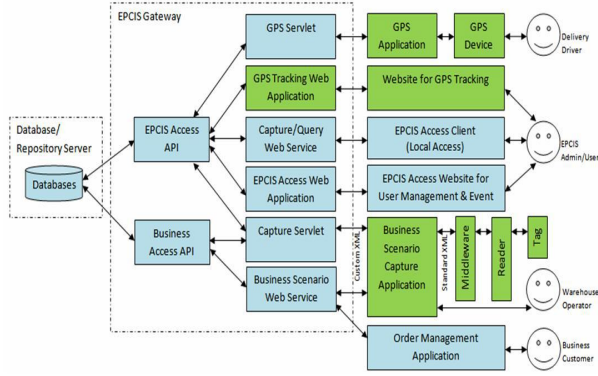 EPCIS Gateway
GPS Servlet
GPS
Application
GPS
Device
Delivery
Driver
GPS Tracking Web
Application
Website for GPS Tracking
Database/
Repository Server
Databases
EPCIS Access
API
Capture/Query
Web Service
EPCIS Access Client
(Local Access)
EPCIS
Admin/User
EPCIS Access Web
Application
EPCIS Access Website for
User Management & Event
Business
Access API
Capture Servlet
Custom XML
Business
Scenario
Capture
Application
Standard XML
Middleware
Reader
Tag
Business Scenario
Web Service
Warehouse
Operator
Order Management
Application
Business
Customer